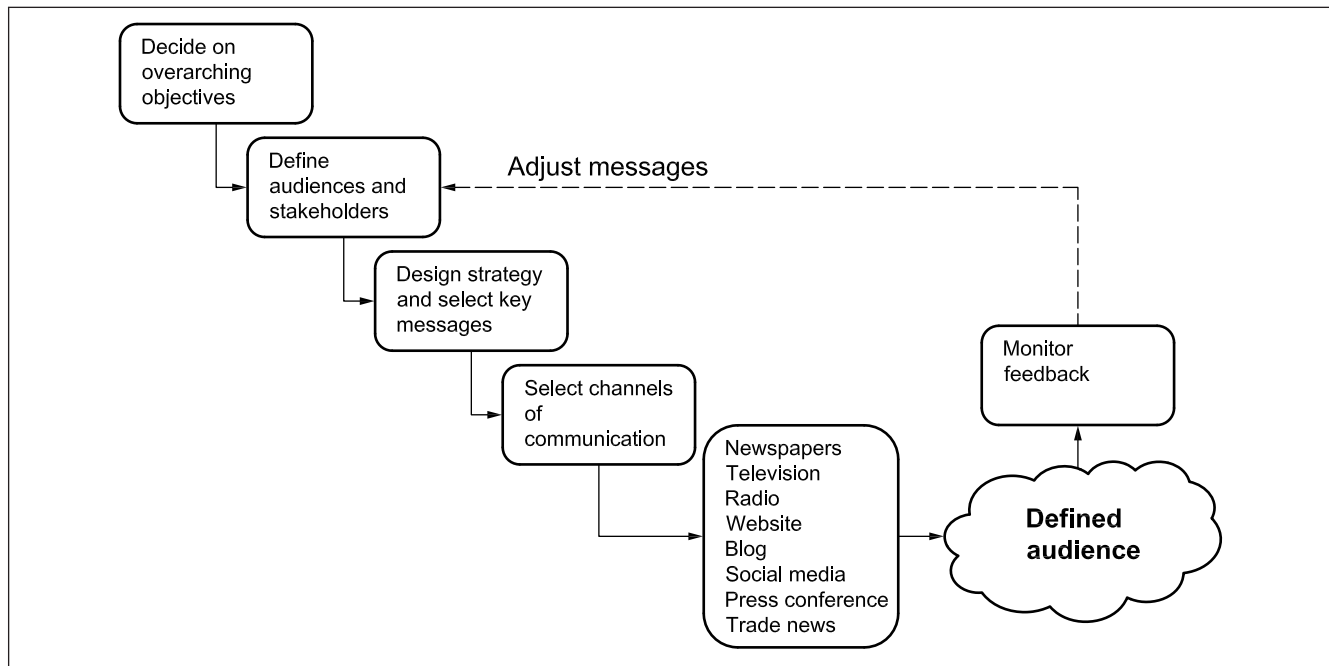 Decide on
overarching
objectives
Define
audiences and
stakeholders
Adjust messages
Design strategy
and select key
messages
Select channels
of
communication
Newspapers
Television
Radio
Website
Blog
Social media
Press conference
Trade news
Defined
audience
Monitor
feedback